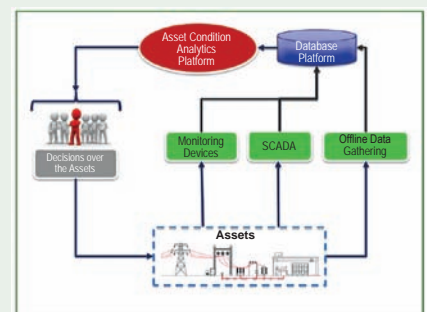 Asset Condition
Analytics
Platform
Database
Platform
Monitoring
Devices
SCADA
Offline Data
Gathering
Decisions over
the Assets
Assets